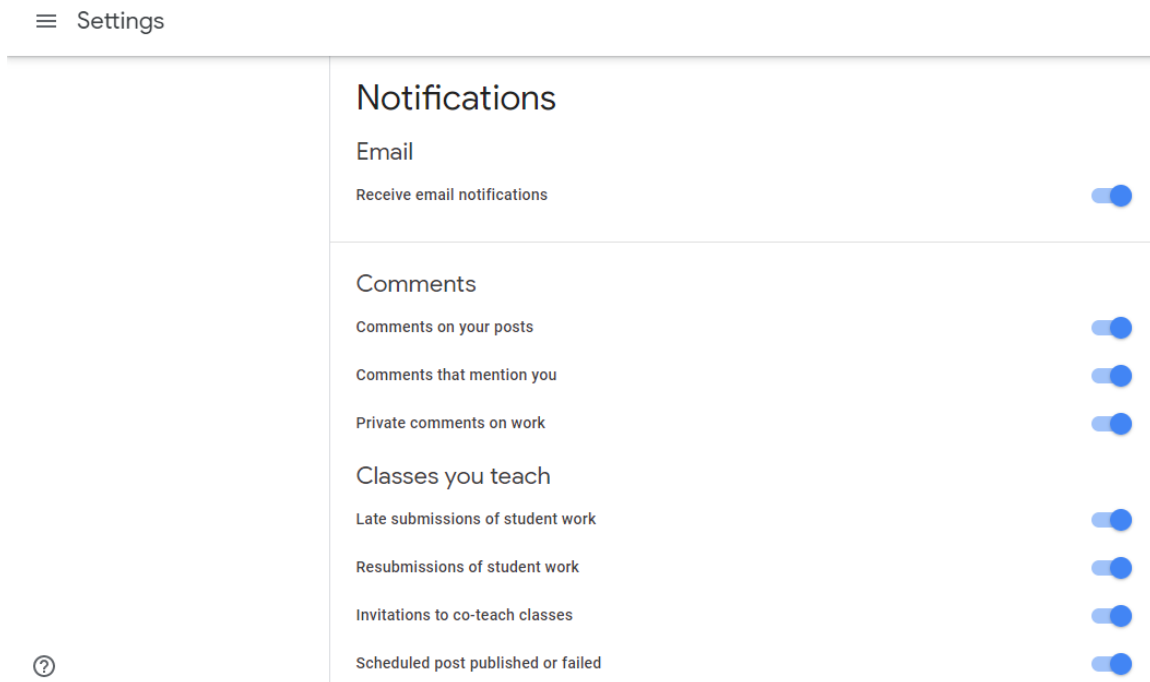 Settings
Notifications
Email
Receive email notifications
Comments
Comments on your posts
Comments that mention you
Private comments on work
Classes you teach
Late submissions of student work
Resubmissions of student work
Invitations to co-teach classes
Scheduled post published or failed